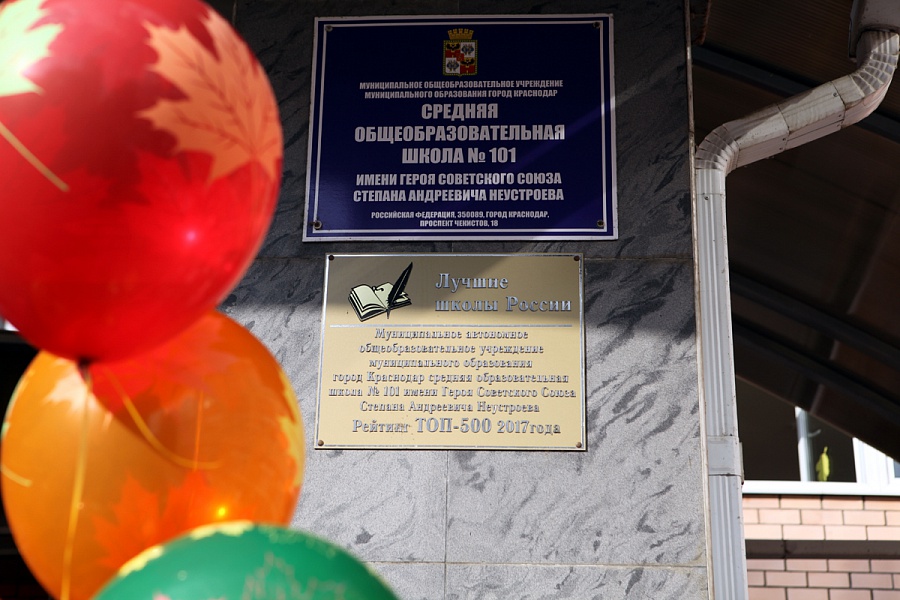 МУНИЦИПАЛЬНОЕ ОБЩЕОБРАЗОВАТЕЛЬНОЕ УЧРЕЖДЕНИЕ
МУНИЦИПАЛЬНОГО ОБРАЗОВАНИЯ ГОРОД КРАСНОДАР
СРЕДНЯЯ
ОБЩЕОБРАЗОВАТЕЛЬНАЯ
ШКОЛА № 101
ИМЕНИ ГЕРОЯ СОВЕТСКОГО СОЮЗА
СТЕПАНА АНДРЕЕВИЧА НЕУСТРОЕВА
РОССИЙСКАЯ ФЕДЕРАЦИЯ, 350089, ГОРОД КРАСНОДАР,
ПРОСПЕКТ ЧЕКИСТОВ, 18
Лучшие
школы России
Муниципальное автономное
общеобразовательное учреждение
муниципального образования
город Краснодар средняя образовательная
школа № 101 имени Героя Советского Союза
Степана Андреевича Неустроева
Рейтинг ТОП-500 2017года